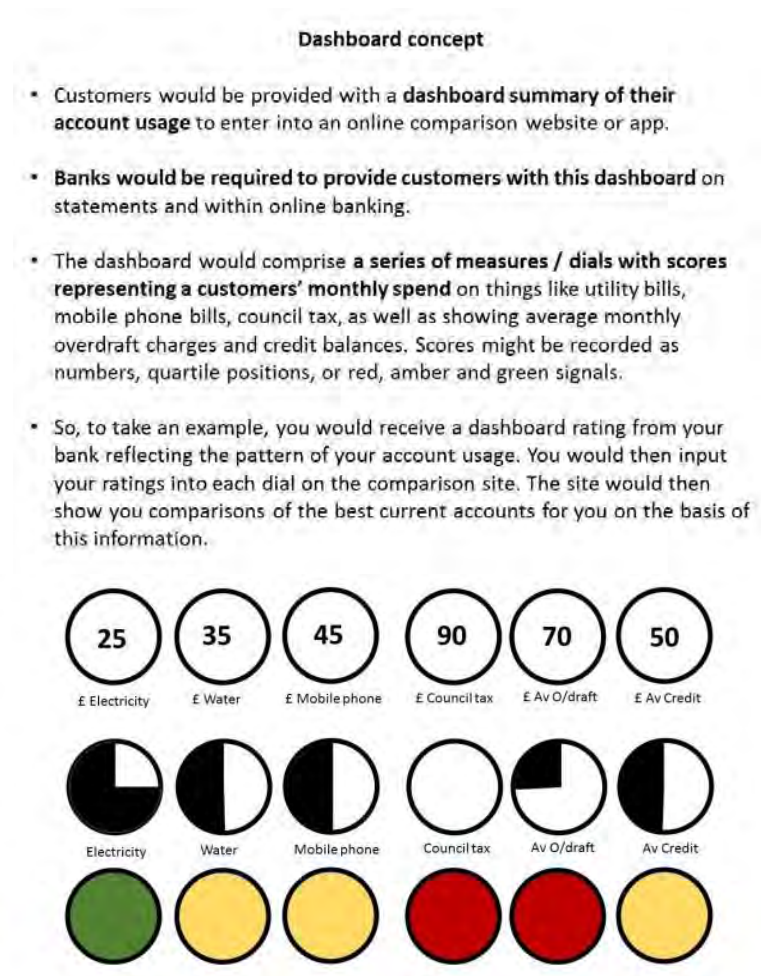 Dashboard concept
• Customers would be provided with a dashboard summary of their
account usage to enter into an online comparison website or app.
• Banks would be required to provide customers with this dashboard on
statements and within online banking.
• The dashboard would comprise a series of measures / dials with scores
representing a customers' monthly spend on things like utility bills,
mobile phone bills, council tax, as well as showing average monthly
overdraft charges and credit balances. Scores might be recorded as
numbers, quartile positions, or red, amber and green signals.
• So, to take an example, you would receive a dashboard rating from your
bank reflecting the pattern of your account usage. You would then input
your ratings into each dial on the comparison site. The site would then
show you comparisons of the best current accounts for you on the basis of
this information.
25 35 45 90 70 50
£ Electricity £ Water £ Mobile phone £ Council tax £ Av O/draft £ Av Credit
Electricity Water Mobile phone Council tax Av O/draft Av Credit